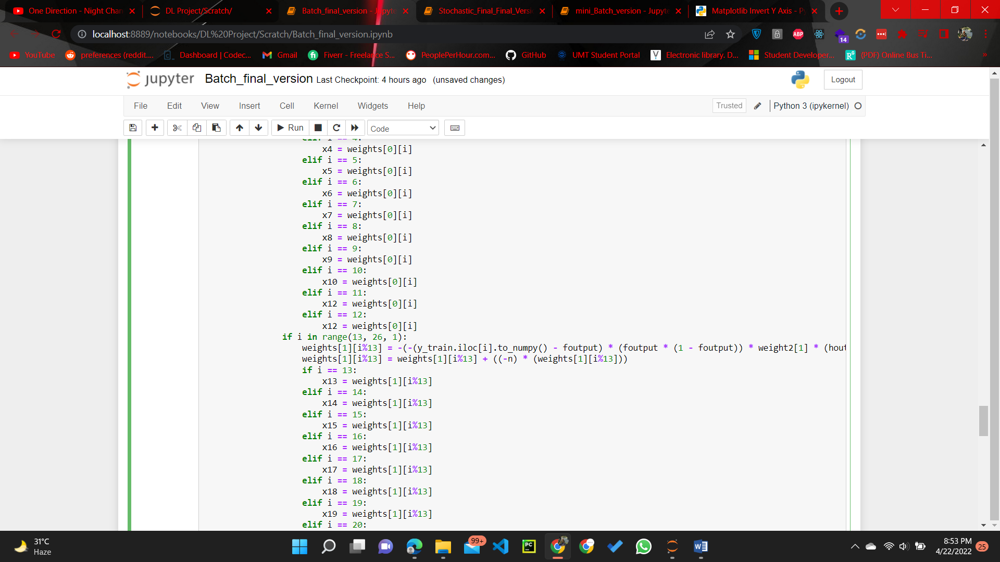 One Direction - Night Chan
DL Project/Scratch/
Batch_final_version - Jupyte
Stochastic_Final_Final_Versi
mini_Batch_version - Jupyte
Matplotlib Invert Y Axis - Py
localhost:8889/notebooks/DL%20Project/Scratch/Batch_final_version.ipynb
ABP
14
YouTube
preferences (reddit....
Dashboard | Codec...
Gmail
Fiverr - Freelance S...
PeoplePerHour.com...
GitHub
UMT Student Portal
Electronic library. D...
Student Developer...
(PDF) Online Bus Ti...
»
jupyter
Batch_final_version Last Checkpoint: 4 hours ago (unsaved changes)
Logout
File Edit View Insert Cell Kernel Widgets Help
Trusted
Python 3 (ipykernel)
Run
Code
elif i == 4:
x4 = weights[0][i]
elif i == 5:
x5 = weights[0][i]
elif i == 6:
x6 = weights[0][i]
elif i == 7:
x7 = weights[0][i]
elif i == 8:
x8 = weights[0][i]
elif i == 9:
x9 = weights[0][i]
elif i == 10:
x10 = weights[0][i]
elif i == 11:
x12 = weights[0][i]
elif i == 12:
x12 = weights[0][i]
if i in range(13, 26, 1):
weights[1][i%13] = -(-(y_train.iloc[i].to_numpy() - foutput) * (foutput * (1 - foutput)) * weight2[1] * (hout
weights[1][i%13] = weights[1][i%13] + ((-n) * (weights[1][i%13]))
if i == 13:
x13 = weights[1][i%13]
elif i == 14:
x14 = weights[1][i%13]
elif i == 15:
x15 = weights[1][i%13]
elif i == 16:
x16 = weights[1][i%13]
elif i == 17:
x17 = weights[1][i%13]
elif i == 18:
x18 = weights[1][i%13]
elif i == 19:
x19 = weights[1][i%13]
elif i == 20:
31°C
Haze
99+
PC
8:53 PM
4/22/2022
25